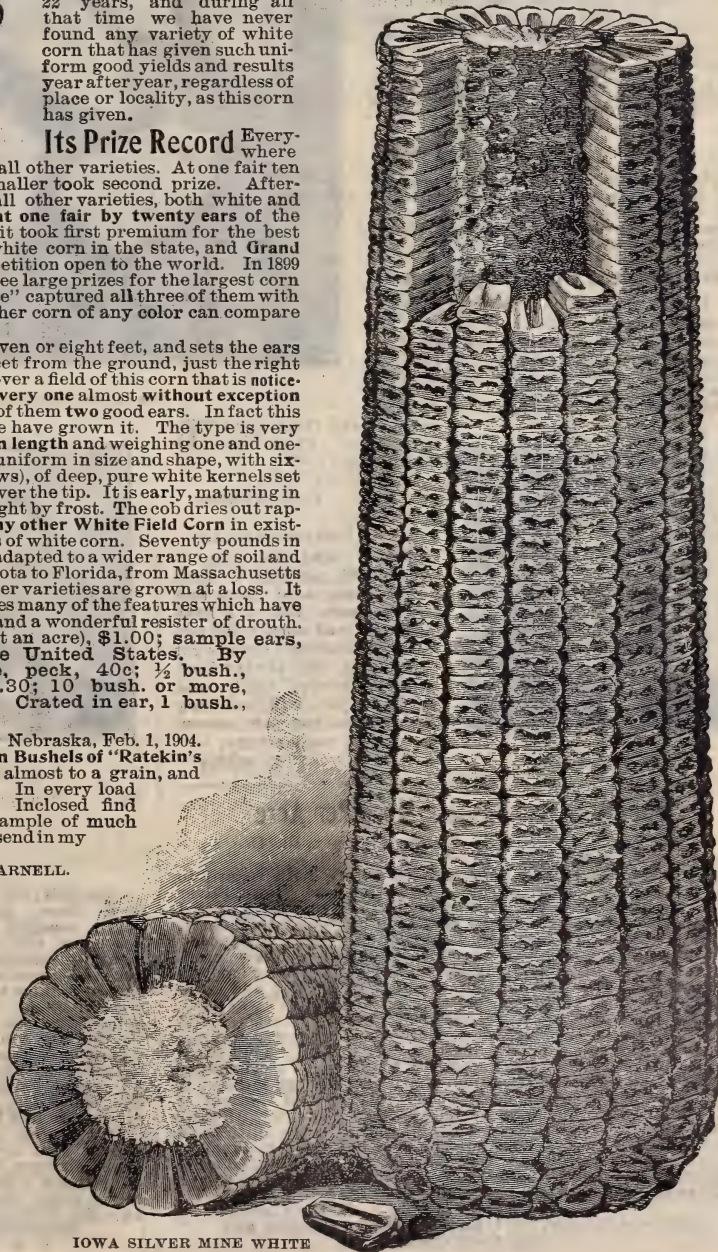 22 years, and during all
that time we have never
found any variety of white
corn that has given such uni-
form good yields and results
year after year, regardless of
place or locality, as this corn
has given.
Its Prize Record Every-
where
all other varieties. At one fair ten
naller took second prize. After-
all other varieties, both white and
at one fair by twenty ears of the
it took first premium for the best
hite corn in the state, and Grand
etition open to the world. In 1899
ee large prizes for the largest corn
e" captured all three of them with
her corn of any color can compare
ven or eight feet, and sets the ears
et from the ground, just the right
ver a field of this corn that is notice-
very one almost without exception
of them two good ears. In fact this
e have grown it. The type is very
n length and weighing one and one-
uniform in size and shape, with six-
ws), of deep, pure white kernels set
ver the tip. It is early, maturing in
ght by frost. The cob dries out rap-
ny other White Field Corn in exist-
s of white corn. Seventy pounds in
adapted to a wider range of soil and
ota to Florida, from Massachusetts
er varieties are grown at a loss. It
es many of the features which have
and a wonderful resister of drouth.
t an acre), $1.00; sample ears,
e United States. By
, peck, 40c; ½ bush.,
.30; 10 bush. or more,
Crated in ear, 1 bush.,
Nebraska, Feb. 1, 1904.
n Bushels of "Ratekin's
almost to a grain, and
In every load
Inclosed find
ample of much
send in my
ARNELL.
IOWA SILVER MINE WHITE